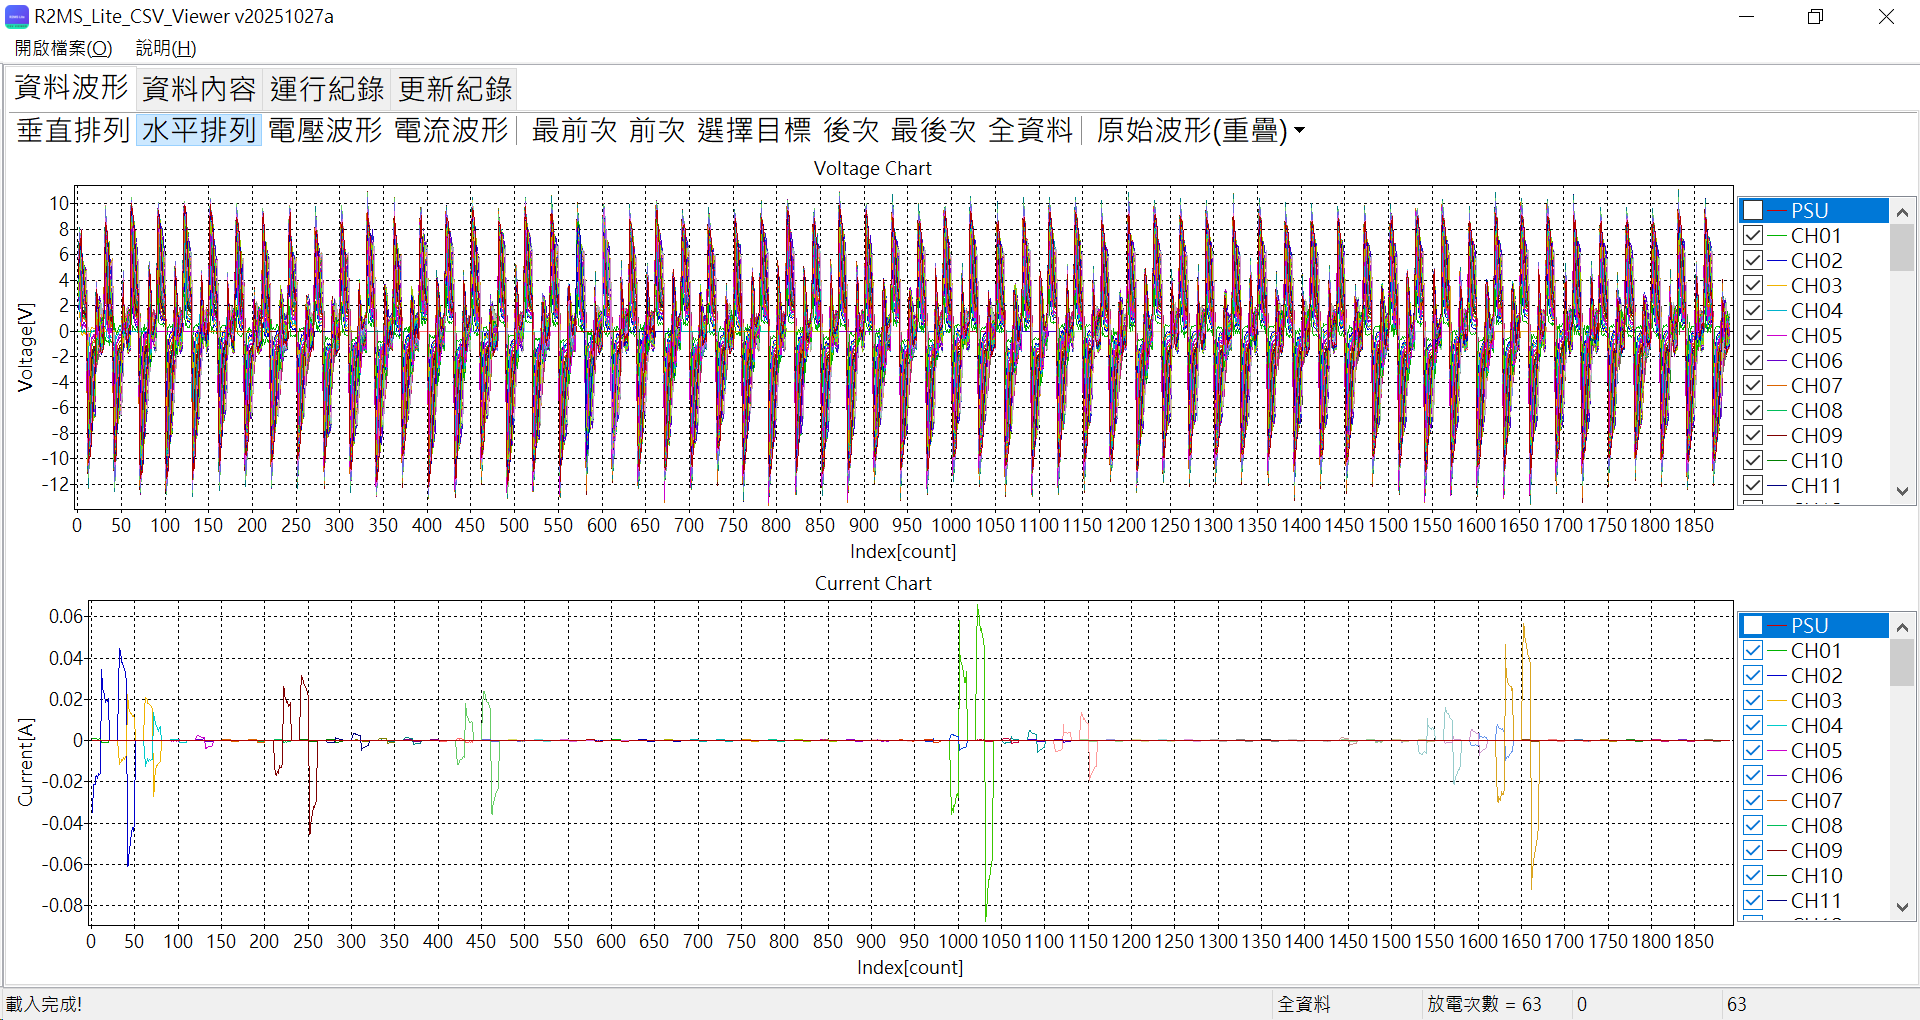 R2MS_Lite_CSV_Viewer v20251027a
開啟檔案(O) 說明(H)
資料波形 資料內容 運行紀錄 更新紀錄
垂直排列 水平排列 電壓波形 電流波形 最前次 前次 選擇目標 後次 最後次 全資料 原始波形(重疊)
Voltage Chart
10
8
6
4
2
0
-2
-4
-6
-8
-10
-12
Voltage[V]
0 50 100 150 200 250 300 350 400 450 500 550 600 650 700 750 800 850 900 950 1000 1050 1100 1150 1200 1250 1300 1350 1400 1450 1500 1550 1600 1650 1700 1750 1800 1850
Index[count]
PSU
CH01
CH02
CH03
CH04
CH05
CH06
CH07
CH08
CH09
CH10
CH11
Current Chart
0.06
0.04
0.02
0
-0.02
-0.04
-0.06
-0.08
Current[A]
0 50 100 150 200 250 300 350 400 450 500 550 600 650 700 750 800 850 900 950 1000 1050 1100 1150 1200 1250 1300 1350 1400 1450 1500 1550 1600 1650 1700 1750 1800 1850
Index[count]
PSU
CH01
CH02
CH03
CH04
CH05
CH06
CH07
CH08
CH09
CH10
CH11
載入完成! 全資料 放電次數 = 63 0 63